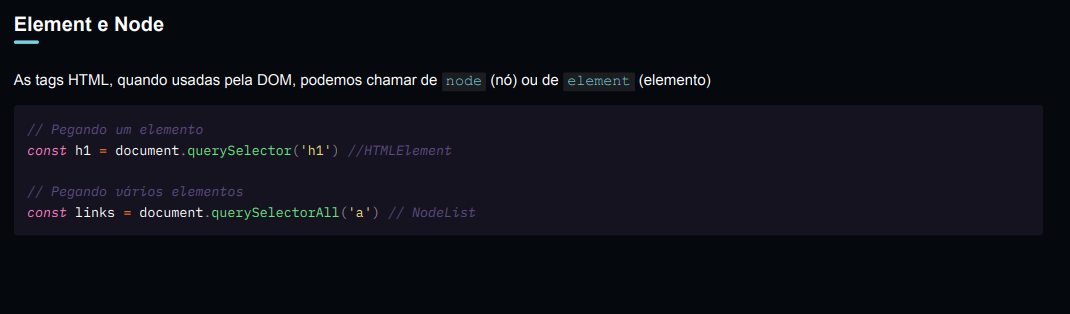 Element e Node
As tags HTML, quando usadas pela DOM, podemos chamar de node (nó) ou de element (elemento)
// Pegando um elemento
const h1 = document.querySelector('h1') //HTMLElement
// Pegando vários elementos
const links = document.querySelectorAll('a') // NodeList